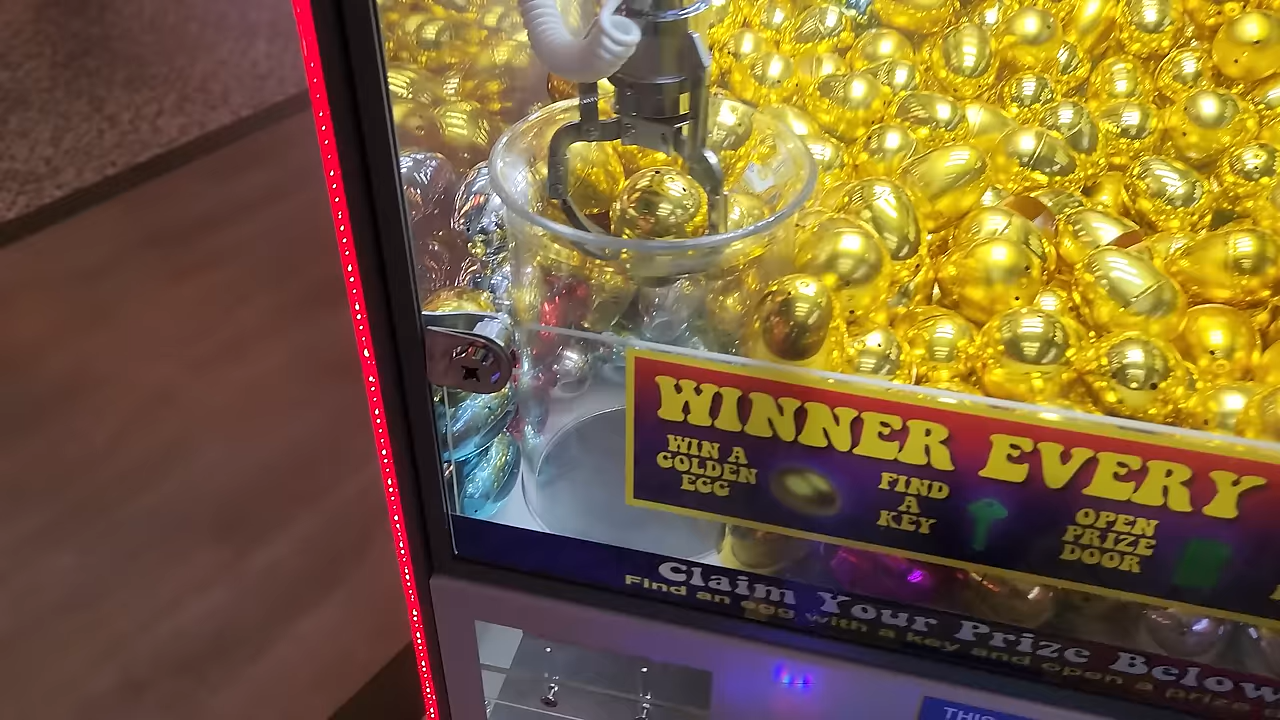 WINNER EVERY
WIN A
GOLDEN
EGG
FIND
A
KEY
OPEN
PRIZE
DOOR
Claim Your Prize Below
Find an egg with a key and open a prize
THIS